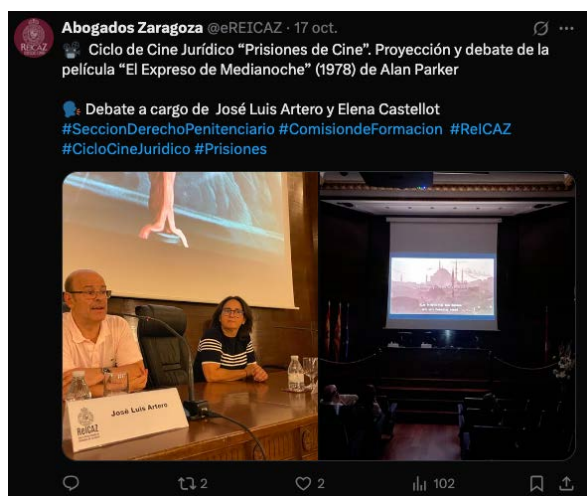 Abogados Zaragoza @eREICAZ · 17 oct.
Ciclo de Cine Jurídico “Prisiones de Cine”. Proyección y debate de la
película “El Expreso de Medianoche” (1978) de Alan Parker
Debate a cargo de José Luis Artero y Elena Castellot
#SeccionDerechoPenitenciario #ComisiondeFormacion #ReICAZ
#CicloCineJuridico #Prisiones
ReICAZ
José Luis Artero
2
2
102